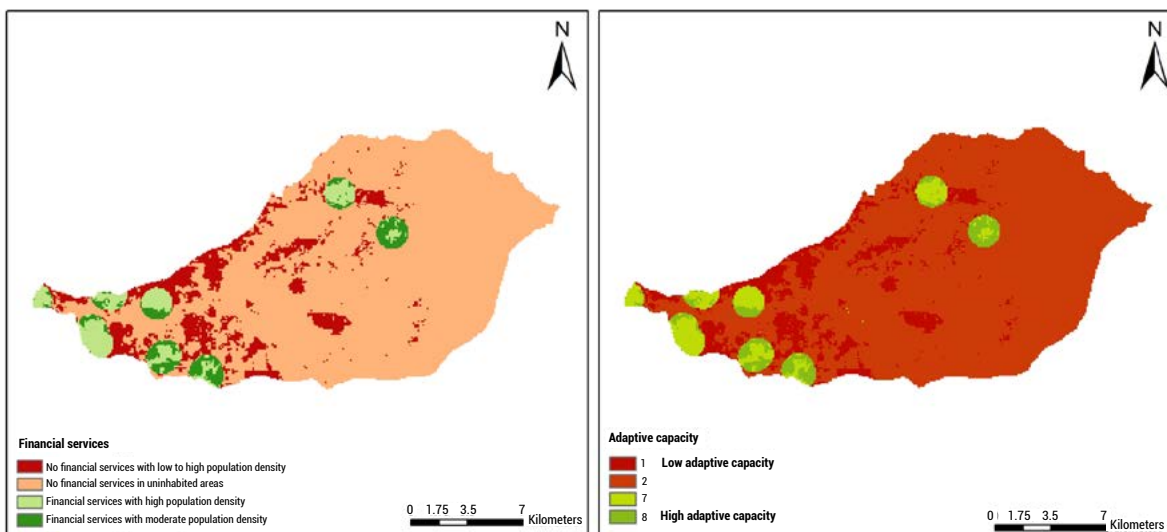 N
0 1.75 3.5 7
Kilometers
Financial services
No financial services with low to high population density
No financial services in uninhabited areas
Financial services with high population density
Financial services with moderate population density
N
Adaptive capacity
1 Low adaptive capacity
2
7
8 High adaptive capacity
0 1.75 3.5 7
Kilometers